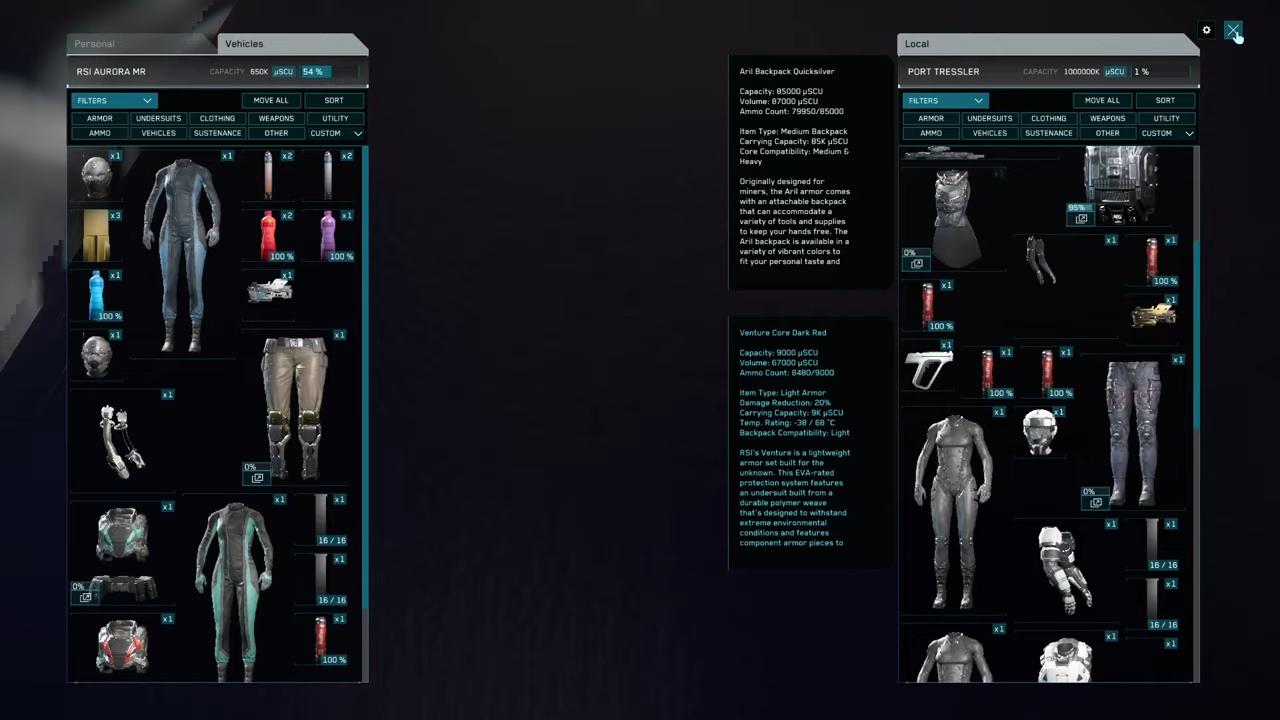 Personal
Vehicles
RSI AURORA MR
CAPACITY 650K μSCU 54 %
FILTERS
MOVE ALL
SORT
ARMOR
UNDERSUITS
CLOTHING
WEAPONS
UTILITY
AMMO
VEHICLES
SUSTENANCE
OTHER
CUSTOM
x1
x1
x2
x2
x3
x2
100 %
x1
100 %
x1
100 %
x1
x1
x1
x1
0%
x1
x1
x1
16 / 16
0%
x1
16 / 16
x1
x1
100 %
Aril Backpack Quicksilver
Capacity: 85000 μSCU
Volume: 87000 μSCU
Ammo Count: 79950/85000
Item Type: Medium Backpack
Carrying Capacity: 85K μSCU
Core Compatibility: Medium &
Heavy
Originally designed for
miners, the Aril armor comes
with an attachable backpack
that can accommodate a
variety of tools and supplies
to keep your hands free. The
Aril backpack is available in a
variety of vibrant colors to
fit your personal taste and
Venture Core Dark Red
Capacity: 9000 μSCU
Volume: 67000 μSCU
Ammo Count: 8480/9000
Item Type: Light Armor
Damage Reduction: 20%
Carrying Capacity: 9K μSCU
Temp. Rating: -38 / 68 °C
Backpack Compatibility: Light
RSI's Venture is a lightweight
armor set built for the
unknown. This EVA-rated
protection system features
an undersuit built from a
durable polymer weave
that's designed to withstand
extreme environmental
conditions and features
component armor pieces to
Local
PORT TRESSLER
CAPACITY 1000000K μSCU 1 %
FILTERS
MOVE ALL
SORT
ARMOR
UNDERSUITS
CLOTHING
WEAPONS
UTILITY
AMMO
VEHICLES
SUSTENANCE
OTHER
CUSTOM
x1
95%
0%
x1
x1
100 %
x1
100 %
x1
x1
x1
100 %
x1
100 %
x1
x1
x1
0%
x1
x1
16 / 16
x1
16 / 16
x1
x1
x1